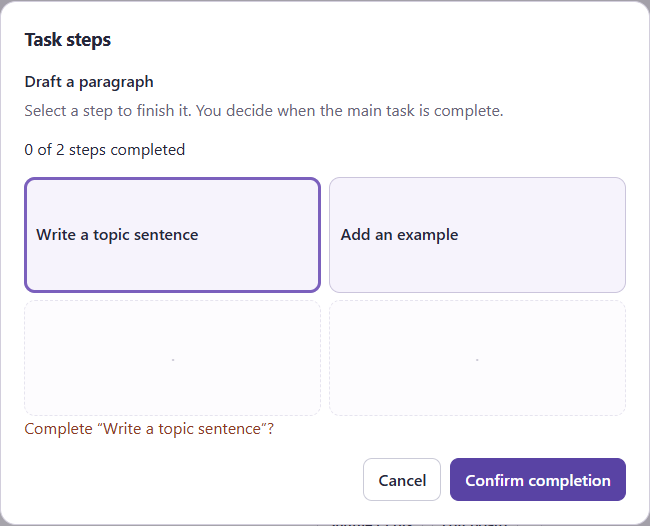 Task steps
Draft a paragraph
Select a step to finish it. You decide when the main task is complete.
0 of 2 steps completed
Write a topic sentence
Add an example
Complete “Write a topic sentence”?
Cancel
Confirm completion